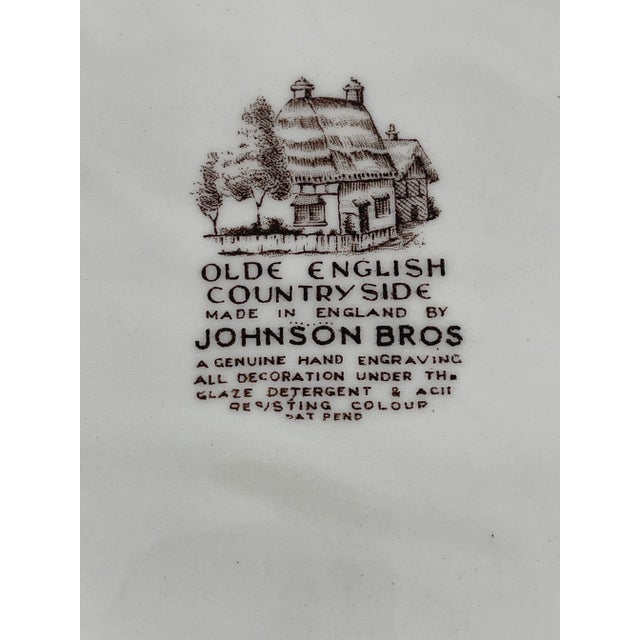 OLDE ENGLISH
COUNTRYSIDE
MADE IN ENGLAND BY
JOHNSON BROS
A GENUINE HAND ENGRAVING
ALL DECORATION UNDER THE
GLAZE DETERGENT & ACID
RESISTING COLOUR
PAT PEND